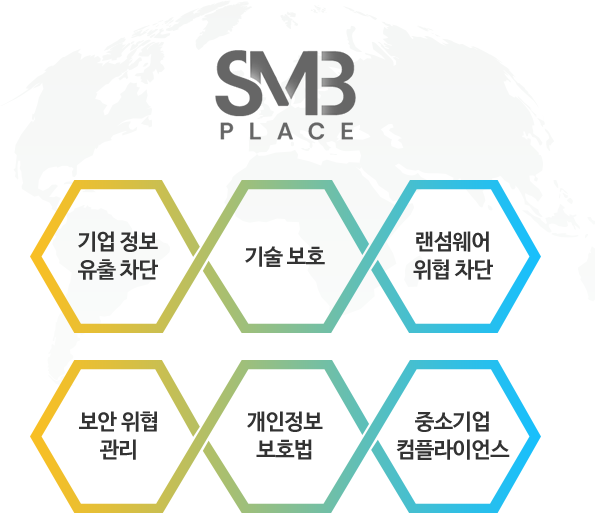 SMB
PLACE
기업 정보
유출 차단
기술 보호
랜섬웨어
위협 차단
보안 위협
관리
개인정보
보호법
중소기업
컴플라이언스